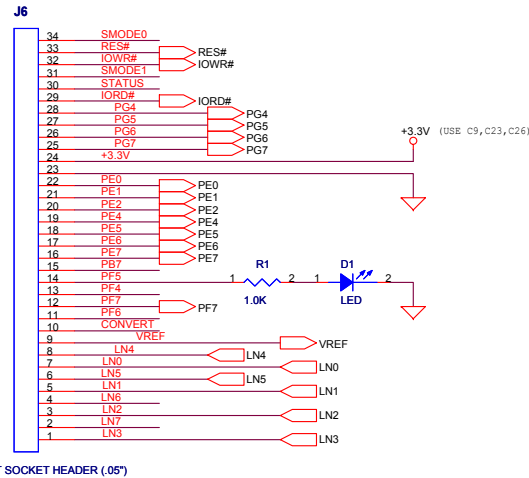 J6
34 SMODE0
33 RES# RES#
32 IOWR# IOWR#
31 SMODE1
30 STATUS
29 IORD# IORD#
28 PG4 PG4
27 PG5 PG5
26 PG6 PG6
25 PG7 PG7
24 +3.3V +3.3V (USE C9,C23,C26)
23
22 PE0 PE0
21 PE1 PE1
20 PE2 PE2
19 PE4 PE4
18 PE5 PE5
17 PE6 PE6
16 PE7 PE7
15 PB7
14 PF5 1 R1 2 1 D1 2
1.0K LED
13 PF4
12 PF7 PF7
11 PF6
10 CONVERT
9 VREF VREF
8 LN4 LN4
7 LN0 LN0
6 LN5 LN5
5 LN1 LN1
4 LN6
3 LN2 LN2
2 LN7
1 LN3 LN3
T SOCKET HEADER (.05")